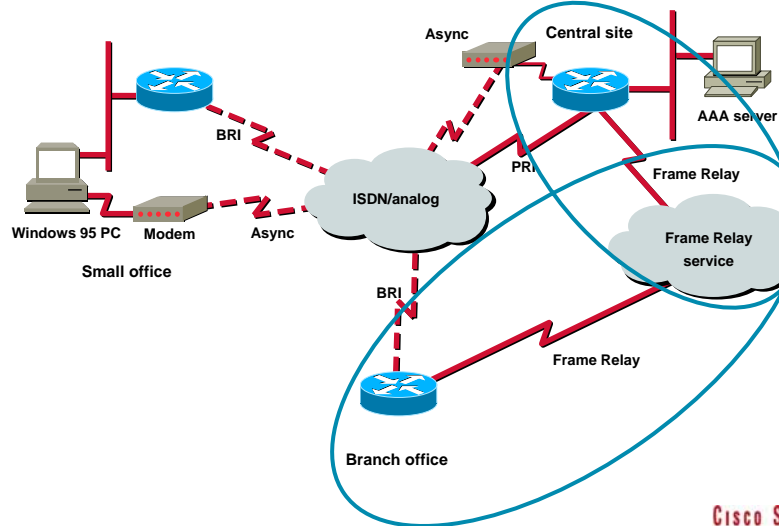 Async
Central site
AAA server
BRI
PRI
Frame Relay
ISDN/analog
Windows 95 PC
Modem
Async
Frame Relay
service
Small office
BRI
Frame Relay
Branch office
CISCO S